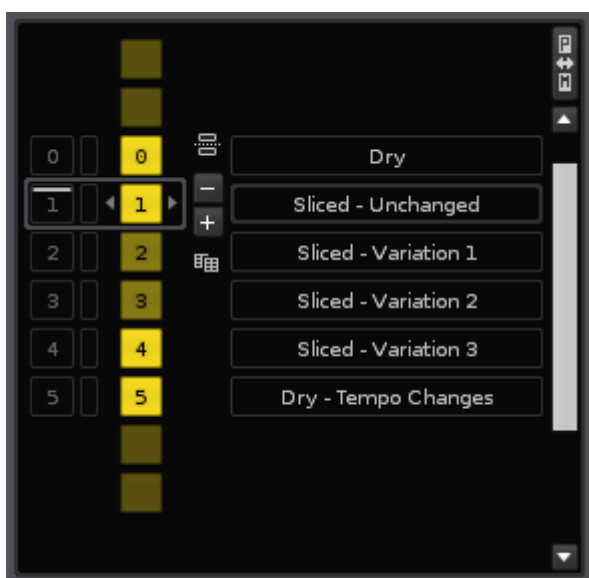 P
M
0 0 Dry
1 1 Sliced - Unchanged
2 2 Sliced - Variation 1
3 3 Sliced - Variation 2
4 4 Sliced - Variation 3
5 5 Dry - Tempo Changes